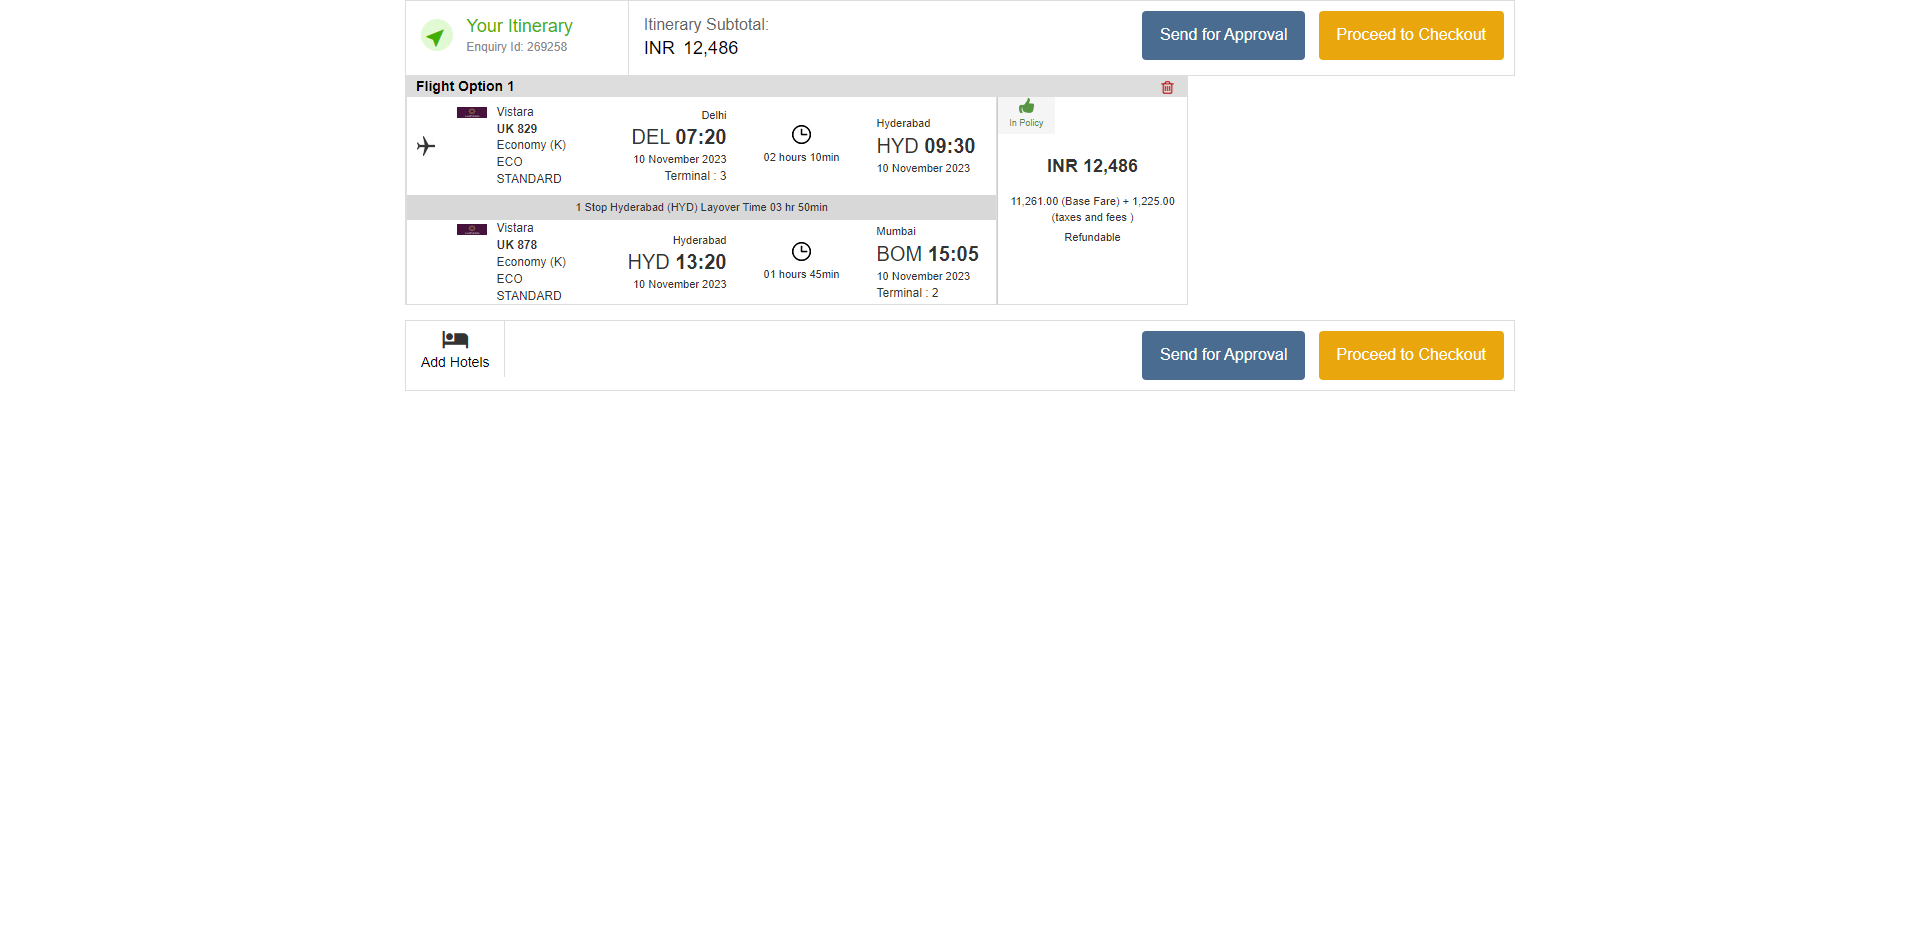 Your Itinerary
Enquiry Id: 269258
Itinerary Subtotal:
INR 12,486
Send for Approval
Proceed to Checkout
Flight Option 1
Vistara
UK 829
Economy (K)
ECO
STANDARD
Delhi
DEL 07:20
10 November 2023
Terminal : 3
02 hours 10min
Hyderabad
HYD 09:30
10 November 2023
In Policy
INR 12,486
11,261.00 (Base Fare) + 1,225.00
(taxes and fees )
Refundable
1 Stop Hyderabad (HYD) Layover Time 03 hr 50min
Vistara
UK 878
Economy (K)
ECO
STANDARD
Hyderabad
HYD 13:20
10 November 2023
01 hours 45min
Mumbai
BOM 15:05
10 November 2023
Terminal : 2
Add Hotels
Send for Approval
Proceed to Checkout